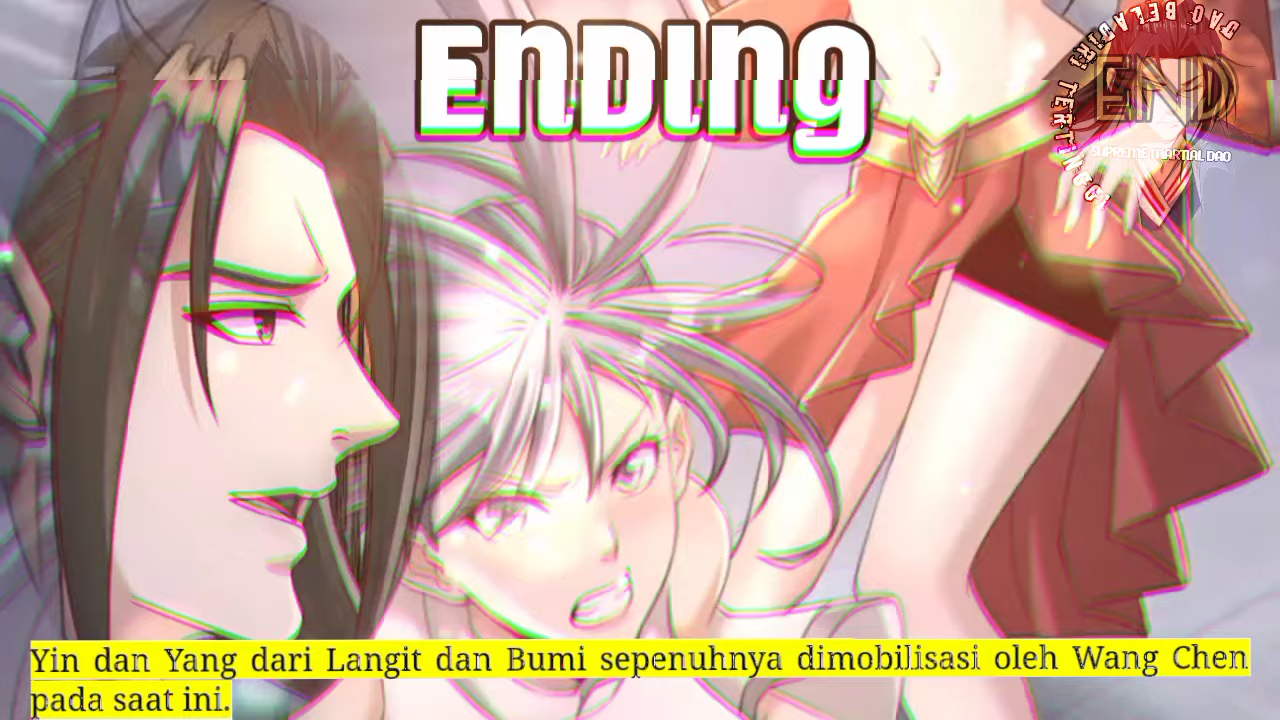 ENDING
DAO BELADIRI TERTINGGI
END
SUPREME MARTIAL DAO
Yin dan Yang dari Langit dan Bumi sepenuhnya dimobilisasi oleh Wang Chen
pada saat ini.